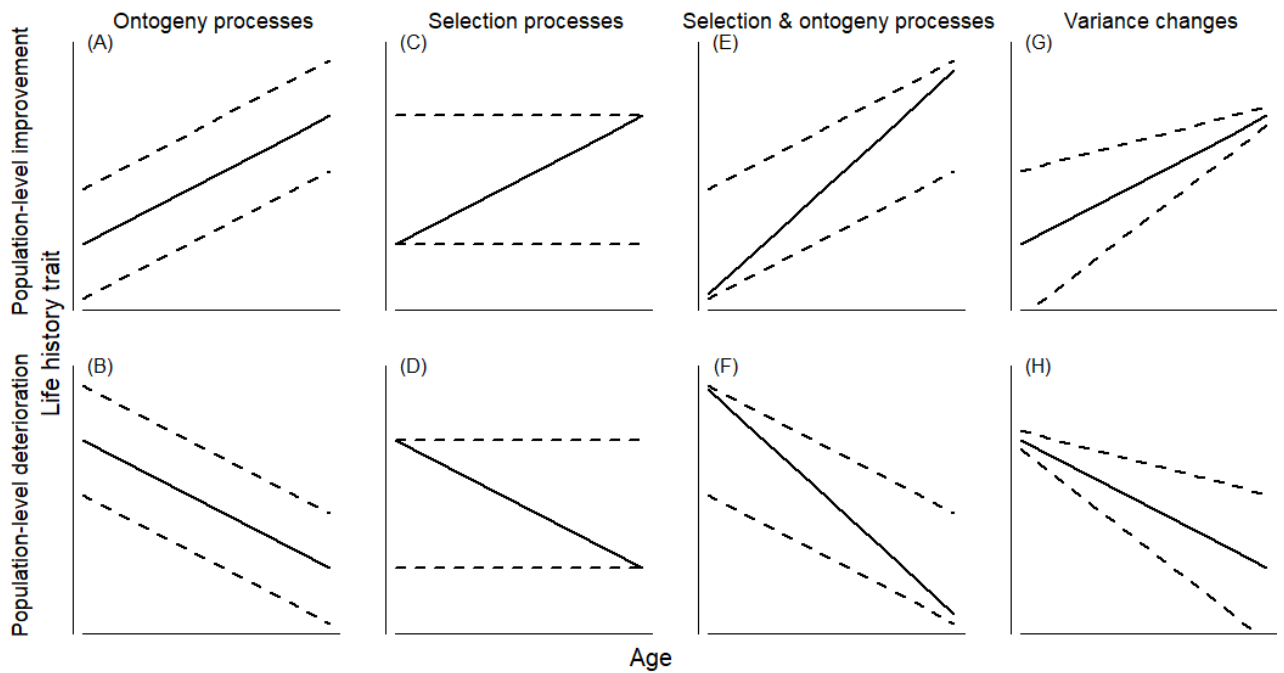 Ontogeny processes
Selection processes
Selection & ontogeny processes
Variance changes
Population-level improvement
Population-level deterioration
Life history trait
(A)
(C)
(E)
(G)
(B)
(D)
(F)
(H)
Age